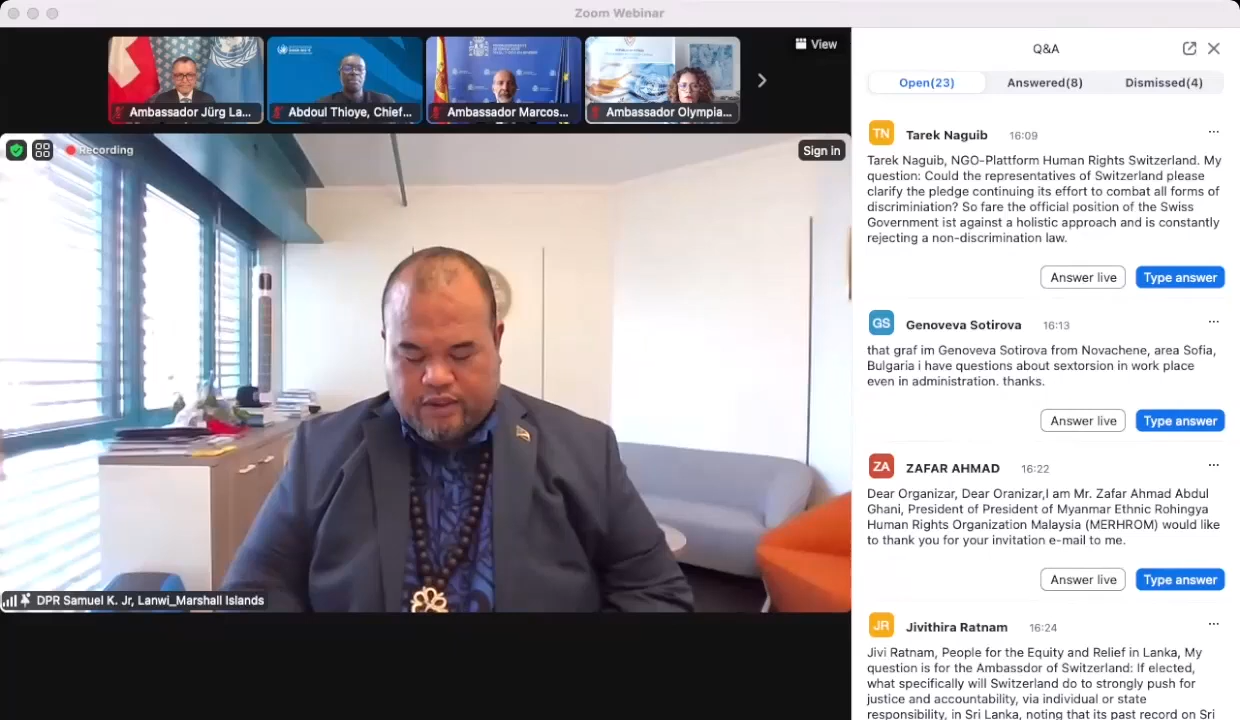 Zoom Webinar
View
Ambassador Jürg La...
Abdoul Thioye, Chief...
Ambassador Marcos...
Ambassador Olympia...
Recording
Sign in
DPR Samuel K. Jr, Lanwi_Marshall Islands
Q&A
Open(23)
Answered(8)
Dismissed(4)
TN
Tarek Naguib 16:09
Tarek Naguib, NGO-Plattform Human Rights Switzerland. My
question: Could the representatives of Switzerland please
clarify the pledge continuing its effort to combat all forms of
discriminiation? So fare the official position of the Swiss
Government ist against a holistic approach and is constantly
rejecting a non-discrimination law.
Answer live Type answer
GS
Genoveva Sotirova 16:13
that graf im Genoveva Sotirova from Novachene, area Sofia,
Bulgaria i have questions about sextorsion in work place
even in administration. thanks.
Answer live Type answer
ZA
ZAFAR AHMAD 16:22
Dear Organizar, Dear Oranizar,I am Mr. Zafar Ahmad Abdul
Ghani, President of President of Myanmar Ethnic Rohingya
Human Rights Organization Malaysia (MERHROM) would like
to thank you for your invitation e-mail to me.
Answer live Type answer
JR
Jivithira Ratnam 16:24
Jivi Ratnam, People for the Equity and Relief in Lanka, My
question is for the Ambassdor of Switzerland: If elected,
what specifically will Switzerland do to strongly push for
justice and accountability, via individual or state
responsibility, in Sri Lanka, noting that its past record on Sri